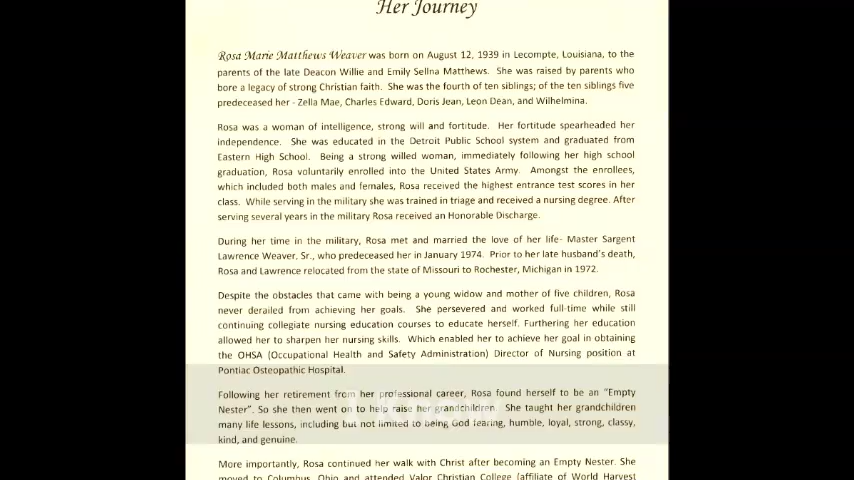 Her Journey
Rosa Marie Matthews Weaver was born on August 12, 1939 in Lecompte, Louisiana, to the
parents of the late Deacon Willie and Emily Sellna Matthews. She was raised by parents who
bore a legacy of strong Christian faith. She was the fourth of ten siblings; of the ten siblings five
predeceased her - Zella Mae, Charles Edward, Doris Jean, Leon Dean, and Wilhelmina.
Rosa was a woman of intelligence, strong will and fortitude. Her fortitude spearheaded her
independence. She was educated in the Detroit Public School system and graduated from
Eastern High School. Being a strong willed woman, immediately following her high school
graduation, Rosa voluntarily enrolled into the United States Army. Amongst the enrollees,
which included both males and females, Rosa received the highest entrance test scores in her
class. While serving in the military she was trained in triage and received a nursing degree. After
serving several years in the military Rosa received an Honorable Discharge.
During her time in the military, Rosa met and married the love of her life- Master Sargent
Lawrence Weaver, Sr., who predeceased her in January 1974. Prior to her late husband's death,
Rosa and Lawrence relocated from the state of Missouri to Rochester, Michigan in 1972.
Despite the obstacles that came with being a young widow and mother of five children, Rosa
never derailed from achieving her goals. She persevered and worked full-time while still
continuing collegiate nursing education courses to educate herself. Furthering her education
allowed her to sharpen her nursing skills. Which enabled her to achieve her goal in obtaining
the OHSA (Occupational Health and Safety Administration) Director of Nursing position at
Pontiac Osteopathic Hospital.
Following her retirement from her professional career, Rosa found herself to be an "Empty
Nester". So she then went on to help raise her grandchildren. She taught her grandchildren
many life lessons, including but not limited to being God fearing, humble, loyal, strong, classy,
kind, and genuine.
More importantly, Rosa continued her walk with Christ after becoming an Empty Nester. She
moved to Columbus, Ohio and attended Valor Christian College (affiliate of World Harvest